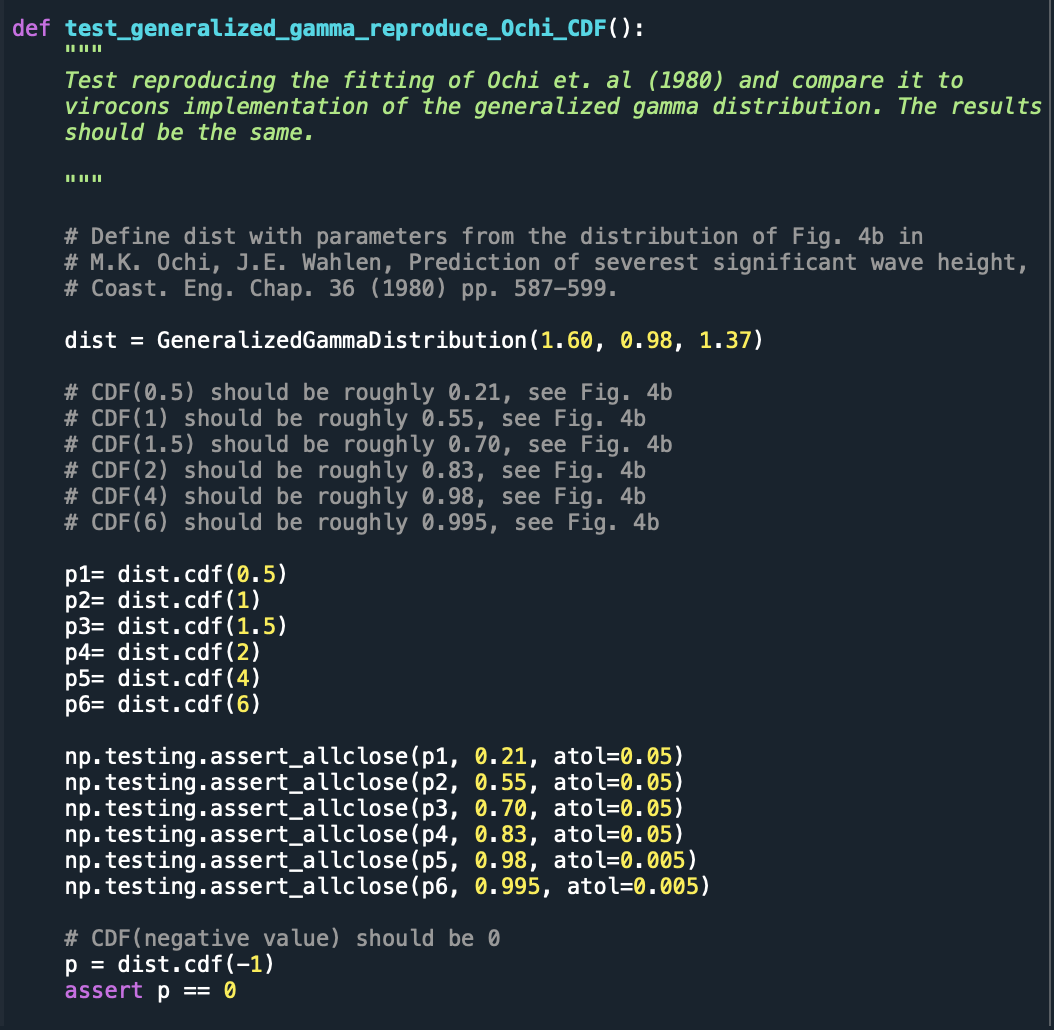 def test_generalized_gamma_reproduce_Ochi_CDF():
    """
    Test reproducing the fitting of Ochi et. al (1980) and compare it to
    virocons implementation of the generalized gamma distribution. The results
    should be the same.

    """

    # Define dist with parameters from the distribution of Fig. 4b in
    # M.K. Ochi, J.E. Wahlen, Prediction of severest significant wave height,
    # Coast. Eng. Chap. 36 (1980) pp. 587–599.

    dist = GeneralizedGammaDistribution(1.60, 0.98, 1.37)

    # CDF(0.5) should be roughly 0.21, see Fig. 4b
    # CDF(1) should be roughly 0.55, see Fig. 4b
    # CDF(1.5) should be roughly 0.70, see Fig. 4b
    # CDF(2) should be roughly 0.83, see Fig. 4b
    # CDF(4) should be roughly 0.98, see Fig. 4b
    # CDF(6) should be roughly 0.995, see Fig. 4b

    p1= dist.cdf(0.5)
    p2= dist.cdf(1)
    p3= dist.cdf(1.5)
    p4= dist.cdf(2)
    p5= dist.cdf(4)
    p6= dist.cdf(6)

    np.testing.assert_allclose(p1, 0.21, atol=0.05)
    np.testing.assert_allclose(p2, 0.55, atol=0.05)
    np.testing.assert_allclose(p3, 0.70, atol=0.05)
    np.testing.assert_allclose(p4, 0.83, atol=0.05)
    np.testing.assert_allclose(p5, 0.98, atol=0.005)
    np.testing.assert_allclose(p6, 0.995, atol=0.005)

    # CDF(negative value) should be 0
    p = dist.cdf(-1)
    assert p == 0